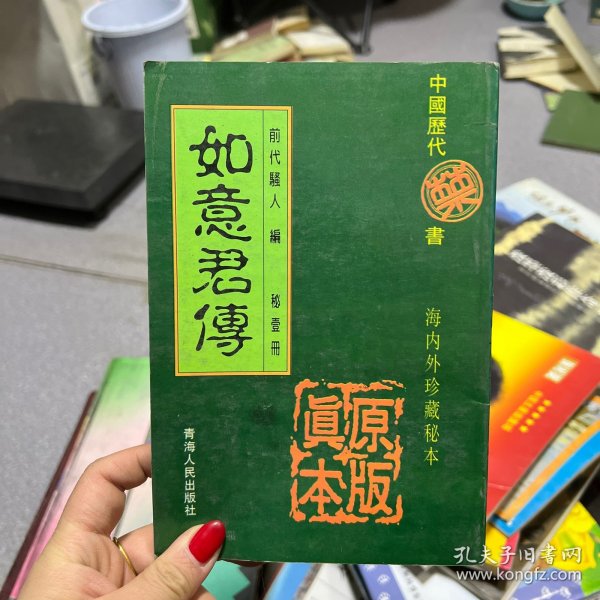 中國歷代
禁
書
海内外珍藏秘本
前代騷人 編 秘壹冊
如意君傳
原版
真本
青海人民出版社
孔夫子旧书网
www.kongfz.com